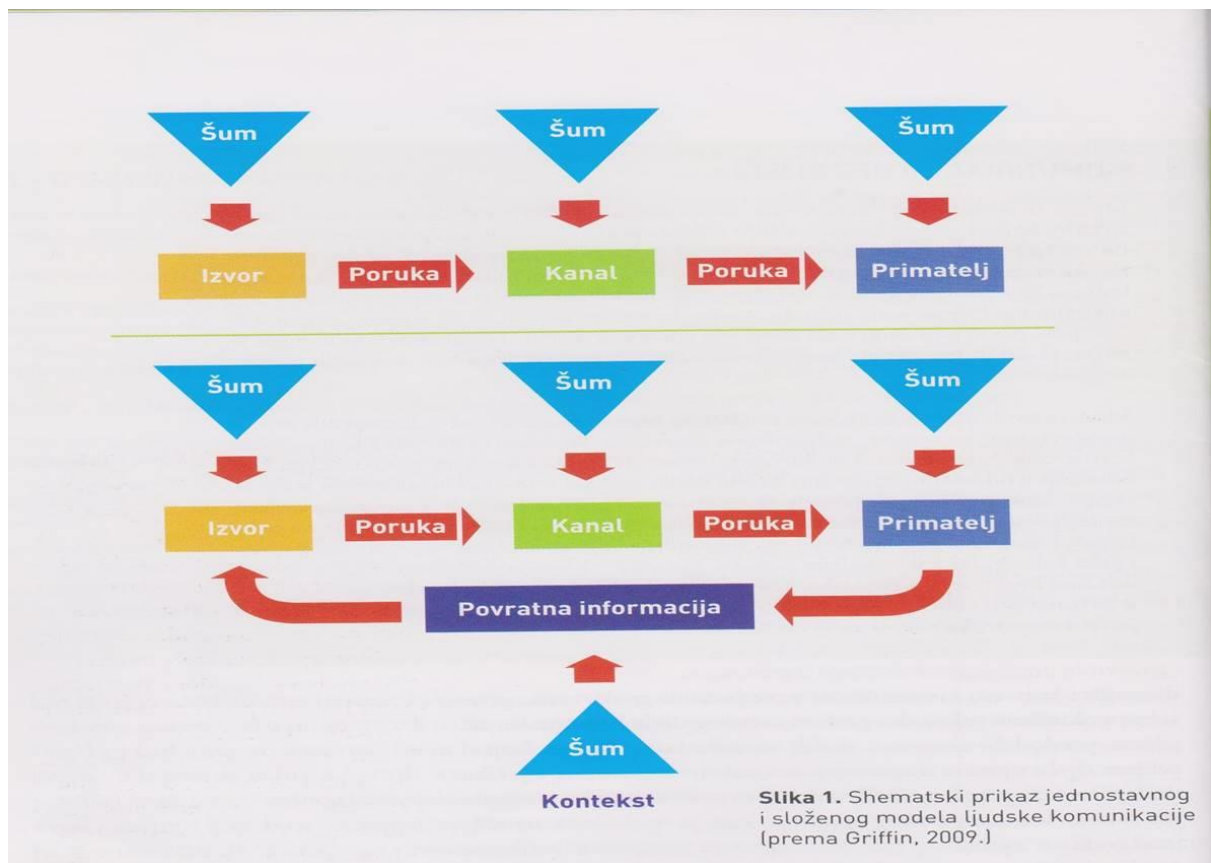 Šum Šum Šum
Izvor Poruka Kanal Poruka Primatelj
Šum Šum Šum
Izvor Poruka Kanal Poruka Primatelj
Povratna informacija
Šum
Kontekst
Slika 1. Shematski prikaz jednostavnog
i složenog modela ljudske komunikacije
(prema Griffin, 2009.)